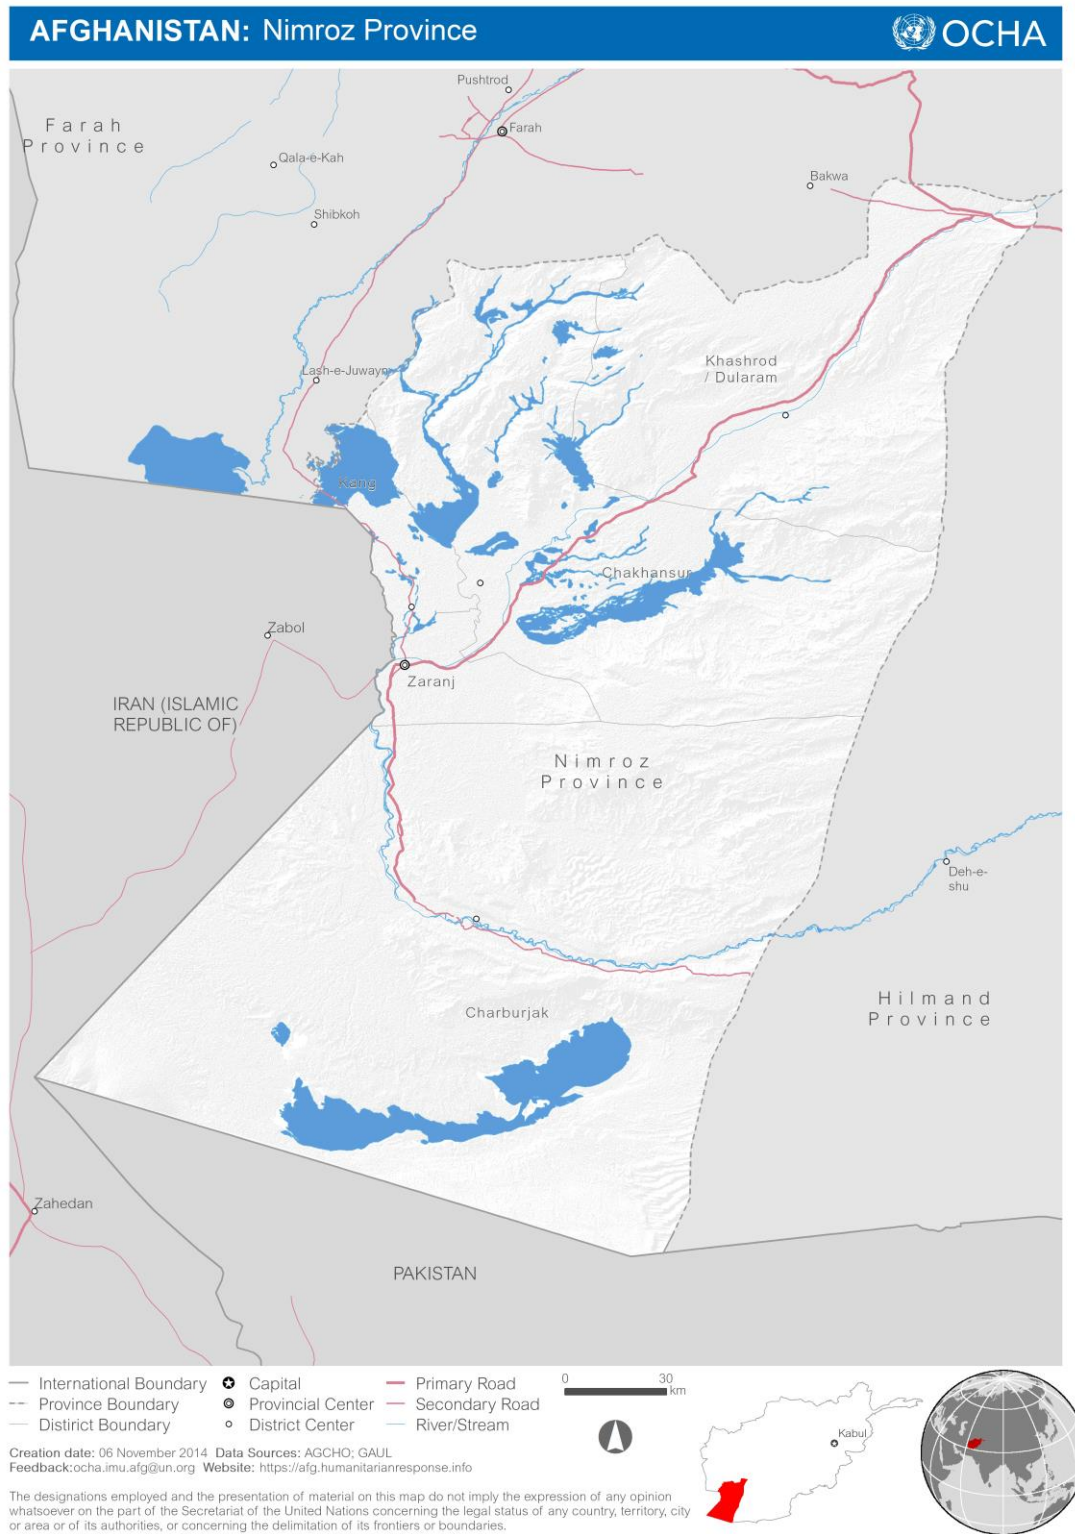 AFGHANISTAN: Nimroz Province
OCHA
Pushtrod
Farah
Province
Farah
Qala-e-Kah
Bakwa
Shibkoh
Khashrod
/ Dularam
Lash-e-Juwayn
Kang
Chakhansur
Zabol
Zaranj
IRAN (ISLAMIC
REPUBLIC OF)
Nimroz
Province
Deh-e-
shu
Hilmand
Province
Charburjak
Zahedan
PAKISTAN
International Boundary
Province Boundary
Distirict Boundary
Capital
Provincial Center
District Center
Primary Road
Secondary Road
River/Stream
0 30
km
Kabul
Creation date: 06 November 2014 Data Sources: AGCHO; GAUL
Feedback:ocha.imu.afg@un.org Website: https://afg.humanitarianresponse.info
The designations employed and the presentation of material on this map do not imply the expression of any opinion
whatsoever on the part of the Secretariat of the United Nations concerning the legal status of any country, territory, city
or area or of its authorities, or concerning the delimitation of its frontiers or boundaries.